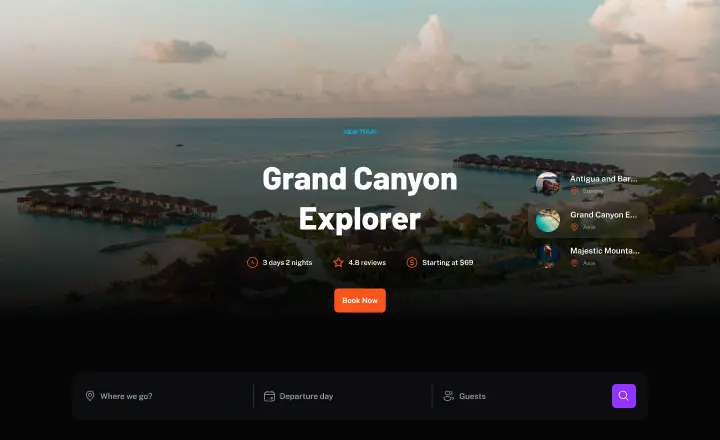 NEW TOUR
Grand Canyon
Explorer
3 days 2 nights
4.8 reviews
Starting at $69
Book Now
Antigua and Bar...
Europe
Grand Canyon E...
Asia
Majestic Mounta...
Asia
Where we go?
Departure day
Guests